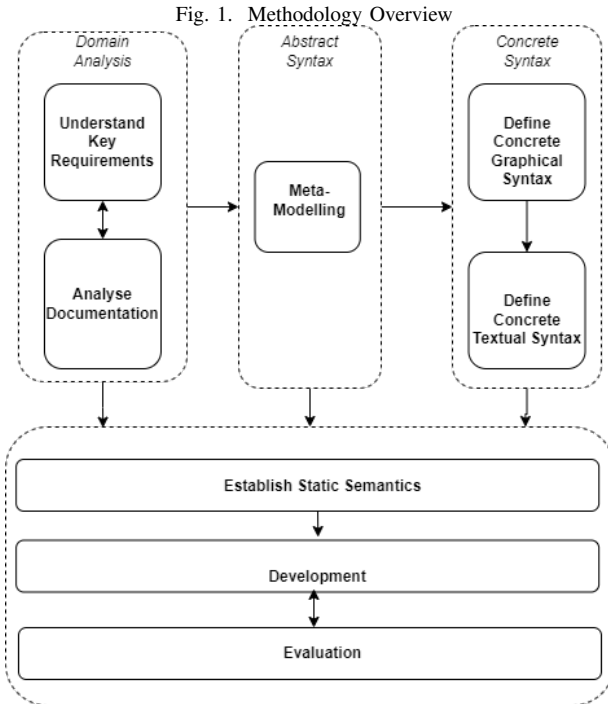 Fig. 1. Methodology Overview
Domain
Analysis
Understand
Key
Requirements
Analyse
Documentation
Abstract
Syntax
Meta-
Modelling
Concrete
Syntax
Define
Concrete
Graphical
Syntax
Define
Concrete
Textual Syntax
Establish Static Semantics
Development
Evaluation